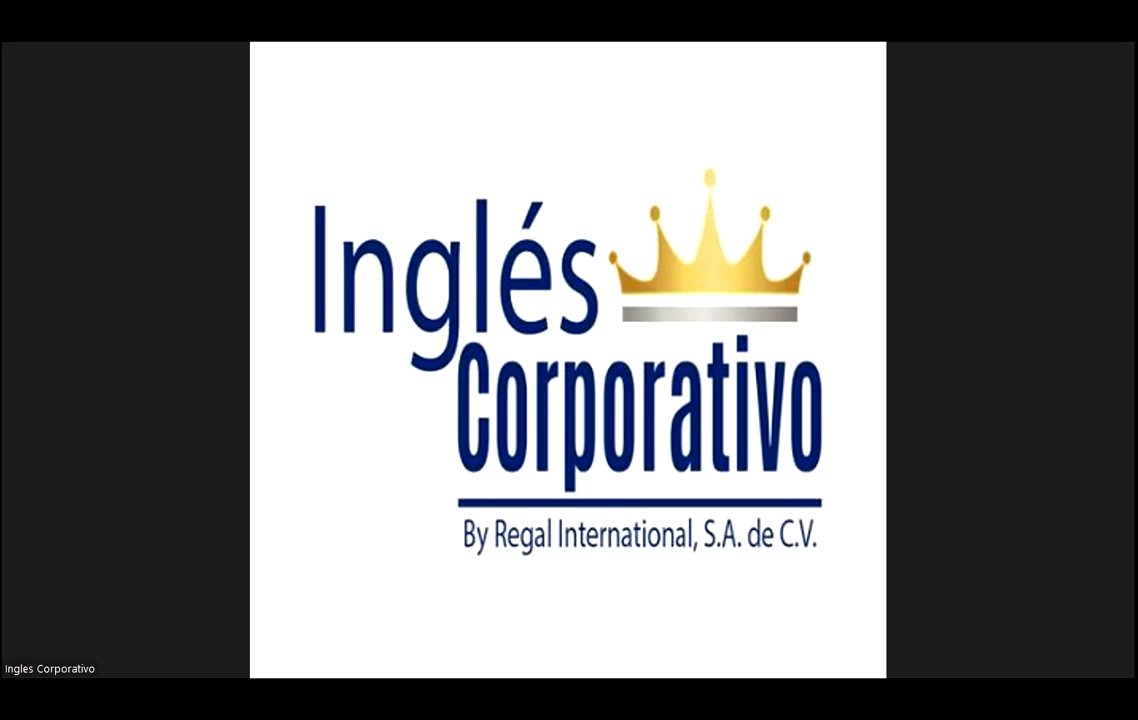 Inglés
Corporativo
By Regal International, S.A. de C.V.
Ingles Corporativo